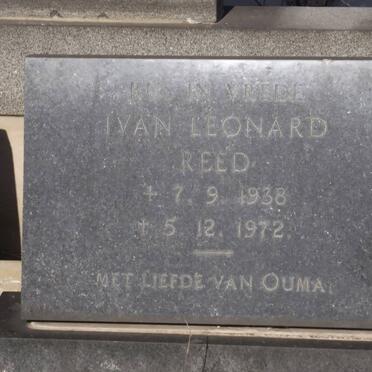 RUS IN VREDE
IVAN LEONARD
REED
+ 7. 9. 1938
+ 5. 12. 1972
MET LIEFDE VAN OUMA.